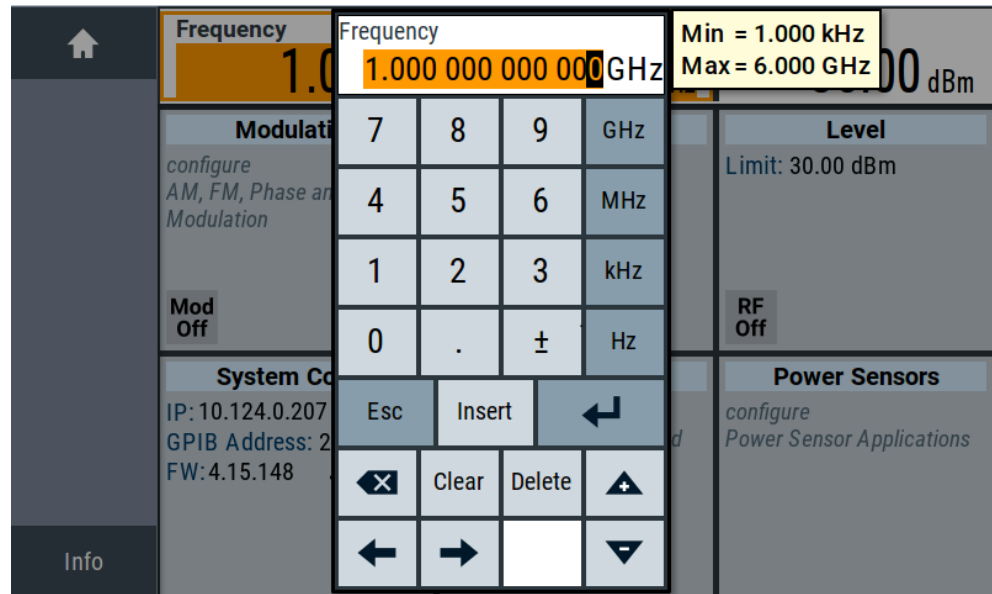 Frequency
1.0
00 dBm
Frequency
1.00 000 000 000 GHz
Min = 1.000 kHz
Max = 6.000 GHz
7 8 9 GHz
4 5 6 MHz
1 2 3 kHz
0 . ± Hz
Esc Insert
Clear Delete
Modulati
configure
AM, FM, Phase an
Modulation
Mod
Off
Level
Limit: 30.00 dBm
RF
Off
System Co
IP: 10.124.0.207
GPIB Address: 2
FW: 4.15.148
d
Power Sensors
configure
Power Sensor Applications
Info